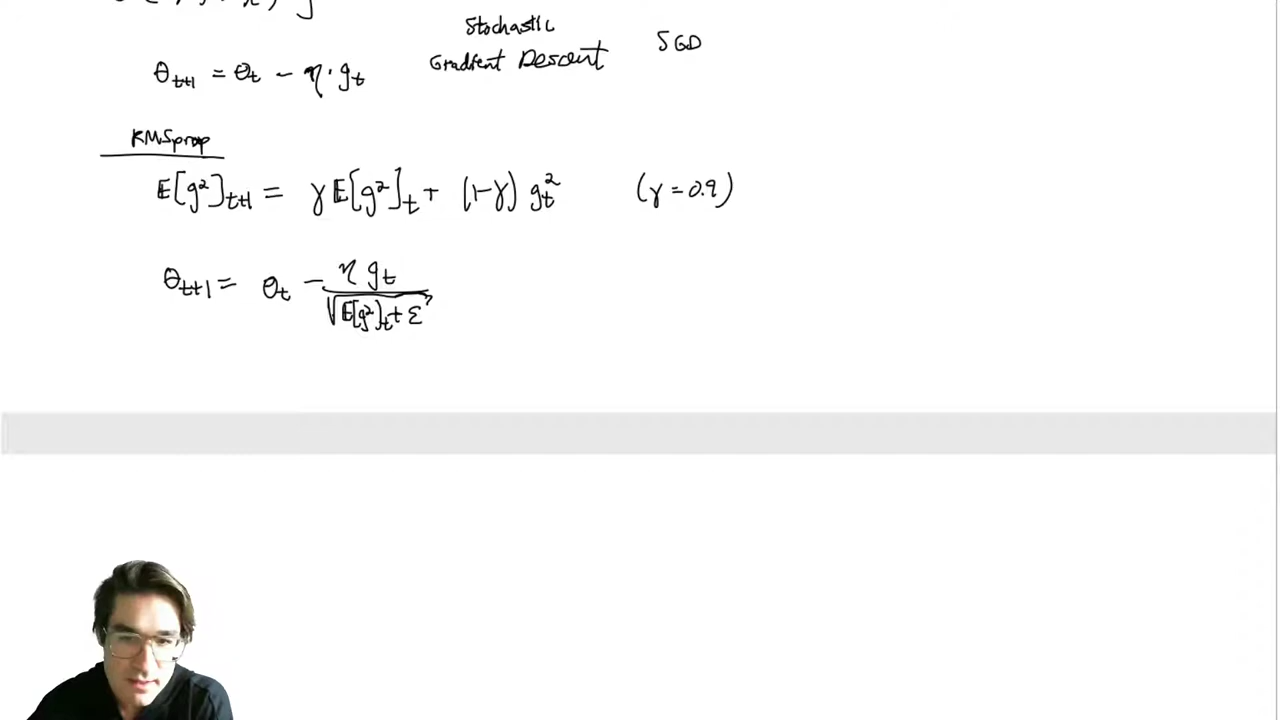 Stochastic
Gradient Descent
SGD
θ_{t+1} = θ_t − η · g_t
RMSprop
E[g²]_{t+1} = γ E[g²]_t + (1-γ) g_t² (γ = 0.9)
θ_{t+1} = θ_t − η g_t / √(E[g²]_t + ε)